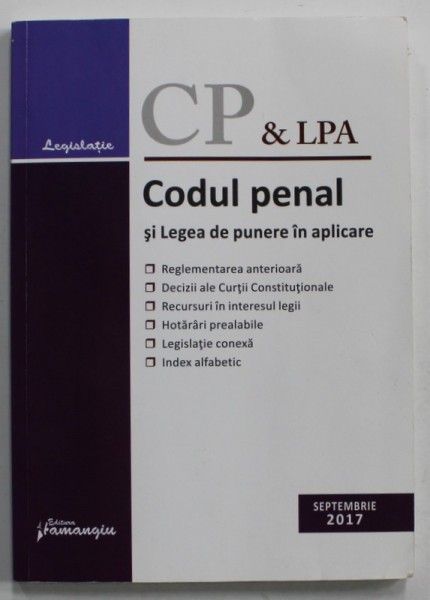 Legislaţie
CP & LPA
Codul penal
şi Legea de punere în aplicare
Reglementarea anterioară
Decizii ale Curţii Constituţionale
Recursuri în interesul legii
Hotărâri prealabile
Legislaţie conexă
Index alfabetic
Editura
Hamangiu
SEPTEMBRIE
2017